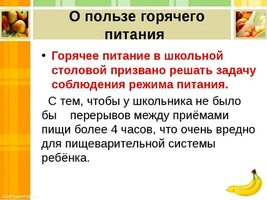 О пользе горячего
питания
• Горячее питание в школьной
столовой призвано решать задачу
соблюдения режима питания.
С тем, чтобы у школьника не было
бы перерывов между приёмами
пищи более 4 часов, что очень вредно
для пищеварительной системы
ребёнка.